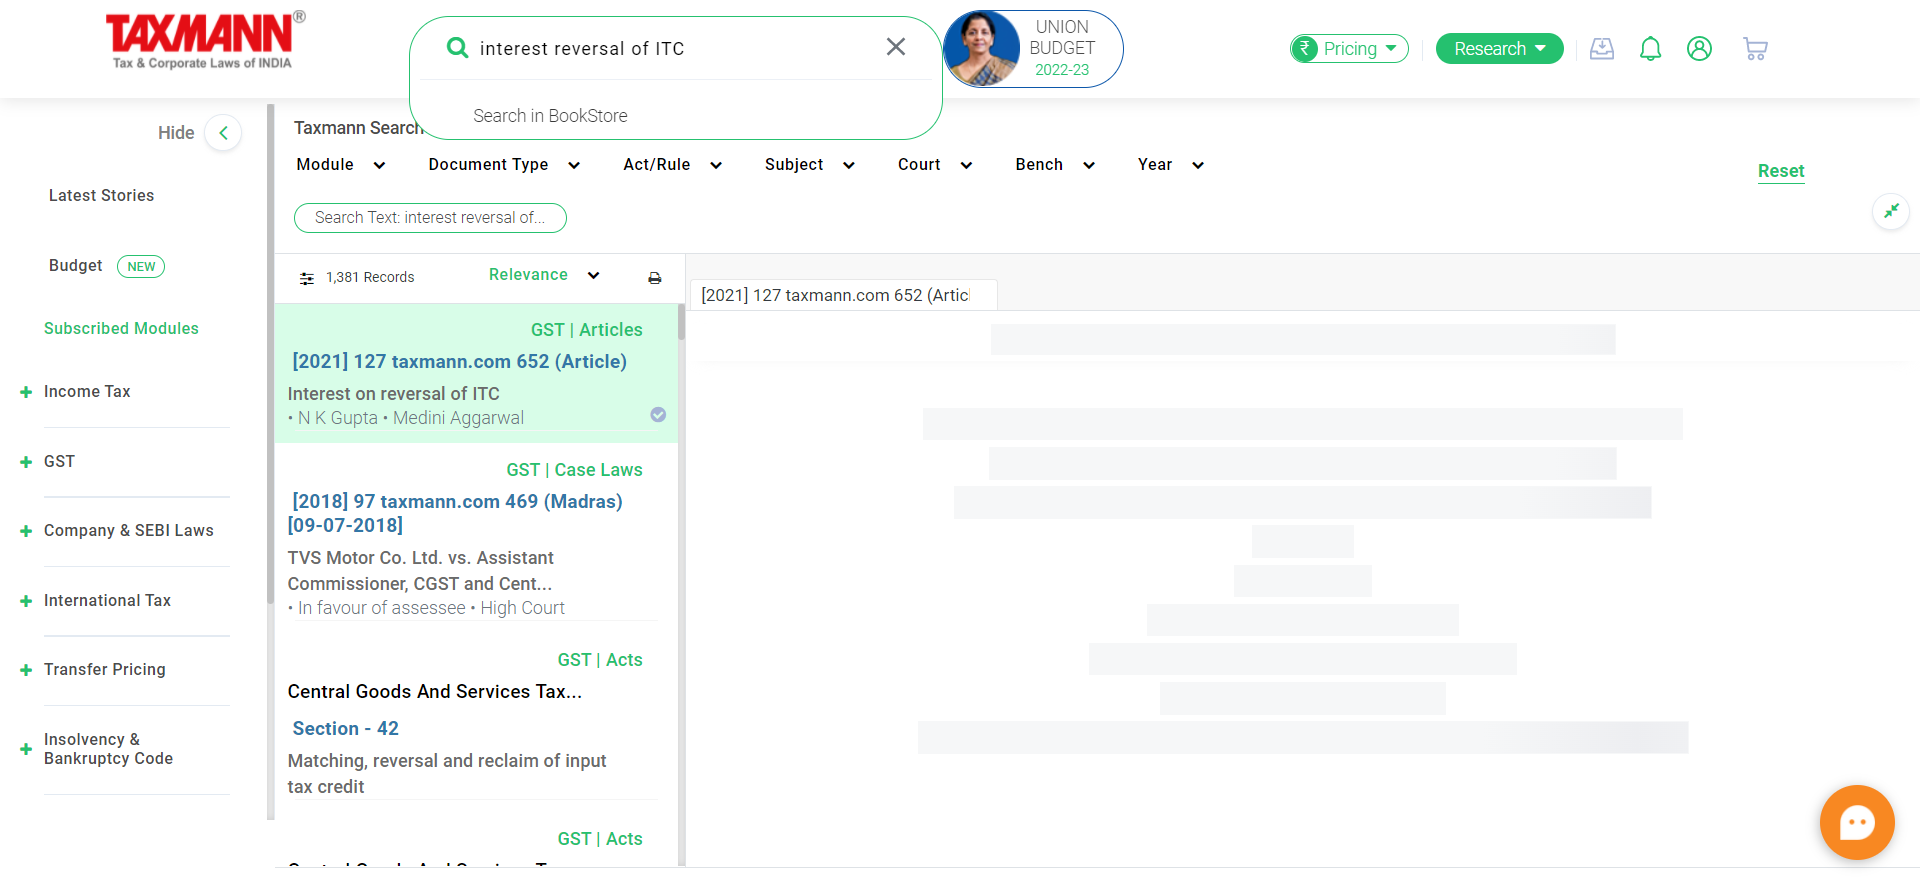 TAXMANN®
Tax & Corporate Laws of INDIA
interest reversal of ITC
Search in BookStore
UNION
BUDGET
2022-23
₹ Pricing
Research
Hide
Latest Stories
Budget NEW
Subscribed Modules
Income Tax
GST
Company & SEBI Laws
International Tax
Transfer Pricing
Insolvency &
Bankruptcy Code
Taxmann Search
Module Document Type Act/Rule Subject Court Bench Year
Reset
Search Text: interest reversal of...
1,381 Records Relevance
GST | Articles
[2021] 127 taxmann.com 652 (Article)
Interest on reversal of ITC
• N K Gupta • Medini Aggarwal
GST | Case Laws
[2018] 97 taxmann.com 469 (Madras)
[09-07-2018]
TVS Motor Co. Ltd. vs. Assistant
Commissioner, CGST and Cent...
• In favour of assessee • High Court
GST | Acts
Central Goods And Services Tax...
Section - 42
Matching, reversal and reclaim of input
tax credit
GST | Acts
[2021] 127 taxmann.com 652 (Artic